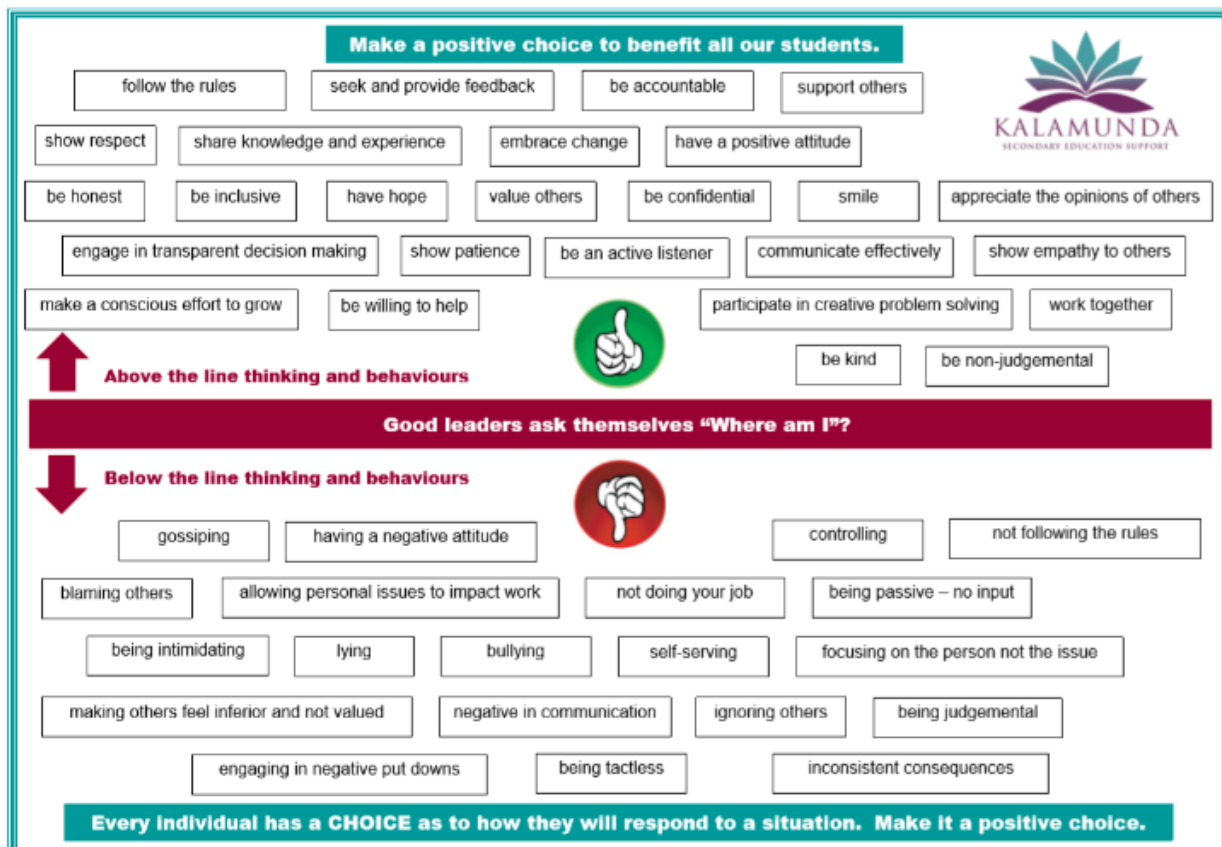 Make a positive choice to benefit all our students.
follow the rules
seek and provide feedback
be accountable
support others
KALAMUNDA
SECONDARY EDUCATION SUPPORT
show respect
share knowledge and experience
embrace change
have a positive attitude
be honest
be inclusive
have hope
value others
be confidential
smile
appreciate the opinions of others
engage in transparent decision making
show patience
be an active listener
communicate effectively
show empathy to others
make a conscious effort to grow
be willing to help
participate in creative problem solving
work together
be kind
be non-judgemental
Above the line thinking and behaviours
Good leaders ask themselves “Where am I”?
Below the line thinking and behaviours
gossiping
having a negative attitude
controlling
not following the rules
blaming others
allowing personal issues to impact work
not doing your job
being passive – no input
being intimidating
lying
bullying
self-serving
focusing on the person not the issue
making others feel inferior and not valued
negative in communication
ignoring others
being judgemental
engaging in negative put downs
being tactless
inconsistent consequences
Every individual has a CHOICE as to how they will respond to a situation.  Make it a positive choice.